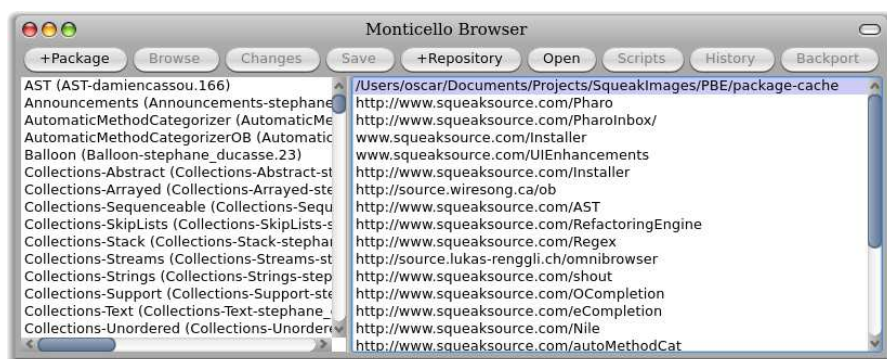 Monticello Browser
+Package Browse Changes Save +Repository Open Scripts History Backport
AST (AST-damiencassou.166)
Announcements (Announcements-stephane
AutomaticMethodCategorizer (AutomaticMe
AutomaticMethodCategorizerOB (Automatic
Balloon (Balloon-stephane_ducasse.23)
Collections-Abstract (Collections-Abstract-st
Collections-Arrayed (Collections-Arrayed-ste
Collections-Sequenceable (Collections-Sequ
Collections-SkipLists (Collections-SkipLists-s
Collections-Stack (Collections-Stack-stepha
Collections-Streams (Collections-Streams-st
Collections-Strings (Collections-Strings-step
Collections-Support (Collections-Support-ste
Collections-Text (Collections-Text-stephane_
Collections-Unordered (Collections-Unordere
/Users/oscar/Documents/Projects/SqueakImages/PBE/package-cache
http://www.squeaksource.com/Pharo
http://www.squeaksource.com/PharoInbox/
www.squeaksource.com/Installer
www.squeaksource.com/UIEnhancements
http://www.squeaksource.com/Installer
http://source.wiresong.ca/ob
http://www.squeaksource.com/AST
http://www.squeaksource.com/RefactoringEngine
http://www.squeaksource.com/Regex
http://source.lukas-renggli.ch/omnibrowser
http://www.squeaksource.com/shout
http://www.squeaksource.com/OCompletion
http://www.squeaksource.com/eCompletion
http://www.squeaksource.com/Nile
http://www.squeaksource.com/autoMethodCat